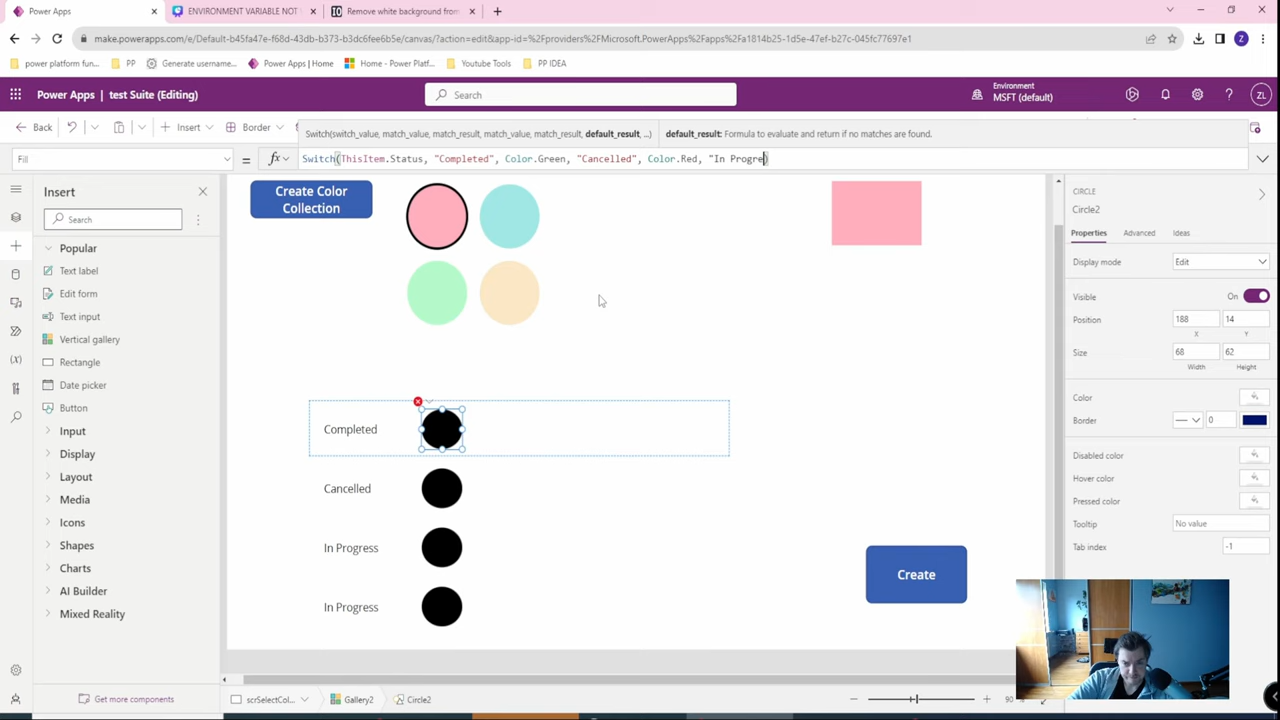 Power Apps
ENVIRONMENT VARIABLE NOT
Remove white background from
make.powerapps.com/e/Default-b45fa47e-f68d-43db-b373-b3dc6fee6b5e/canvas/?action=edit&app-id=%2Fproviders%2FMicrosoft.PowerApps%2Fapps%2Fa1814b25-1d5e-47ef-b27c-045fc77697e1
power platform fun...
PP
Generate username...
Power Apps | Home
Home - Power Platf...
Youtube Tools
PP IDEA
Power Apps | test Suite (Editing)
Search
Environment
MSFT (default)
ZL
Back
Insert
Border
Switch(switch_value, match_value, match_result, match_value, match_result, default_result, ...)
default_result: Formula to evaluate and return if no matches are found.
Fill
= fx
Switch(ThisItem.Status, "Completed", Color.Green, "Cancelled", Color.Red, "In Progre)
Insert
Search
Popular
Text label
Edit form
Text input
Vertical gallery
Rectangle
Date picker
Button
Input
Display
Layout
Media
Icons
Shapes
Charts
AI Builder
Mixed Reality
Get more components
Create Color
Collection
Completed
Cancelled
In Progress
In Progress
Create
CIRCLE
Circle2
Properties
Advanced
Ideas
Display mode
Edit
Visible
On
Position
188
14
X
Y
Size
68
62
Width
Height
Color
Border
0
Disabled color
Hover color
Pressed color
Tooltip
No value
Tab index
-1
scrSelectCol...
Gallery2
Circle2
90